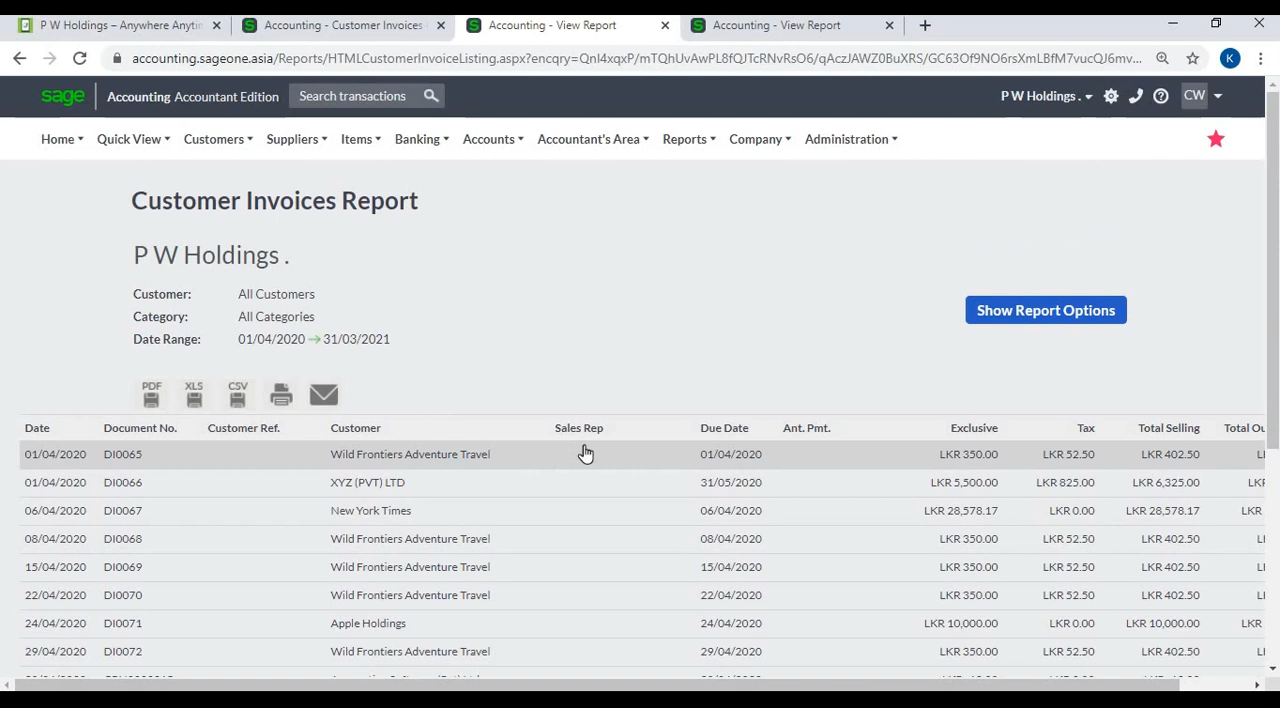 P W Holdings – Anywhere Anytin
Accounting - Customer Invoices
Accounting - View Report
Accounting - View Report
accounting.sageone.asia/Reports/HTMLCustomerInvoiceListing.aspx?encqry=
K
sage Accounting Accountant Edition Search transactions P W Holdings . CW
Home Quick View Customers Suppliers Items Banking Accounts Accountant's Area Reports Company Administration
Customer Invoices Report
P W Holdings .
Customer: All Customers
Category: All Categories
Date Range: 01/04/2020 → 31/03/2021
Show Report Options
PDF XLS CSV
Date Document No. Customer Ref. Customer Sales Rep Due Date Ant. Pmt. Exclusive Tax Total Selling Total Ou
01/04/2020 DI0065 Wild Frontiers Adventure Travel 01/04/2020 LKR 350.00 LKR 52.50 LKR 402.50
01/04/2020 DI0066 XYZ (PVT) LTD 31/05/2020 LKR 5,500.00 LKR 825.00 LKR 6,325.00
06/04/2020 DI0067 New York Times 06/04/2020 LKR 28,578.17 LKR 0.00 LKR 28,578.17 LKR
08/04/2020 DI0068 Wild Frontiers Adventure Travel 08/04/2020 LKR 350.00 LKR 52.50 LKR 402.50
15/04/2020 DI0069 Wild Frontiers Adventure Travel 15/04/2020 LKR 350.00 LKR 52.50 LKR 402.50
22/04/2020 DI0070 Wild Frontiers Adventure Travel 22/04/2020 LKR 350.00 LKR 52.50 LKR 402.50
24/04/2020 DI0071 Apple Holdings 24/04/2020 LKR 10,000.00 LKR 0.00 LKR 10,000.00 LKR
29/04/2020 DI0072 Wild Frontiers Adventure Travel 29/04/2020 LKR 350.00 LKR 52.50 LKR 402.50